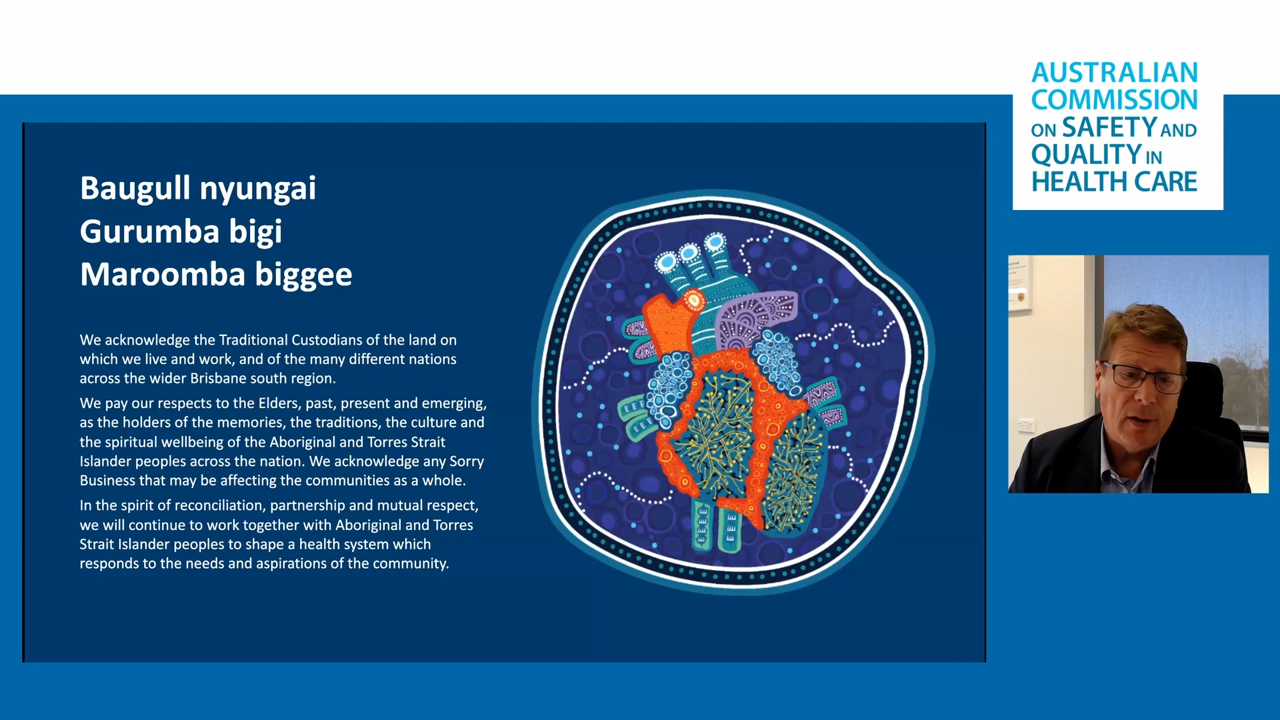 Baugull nyungai
Gurumba bigi
Maroomba biggee
We acknowledge the Traditional Custodians of the land on
which we live and work, and of the many different nations
across the wider Brisbane south region.
We pay our respects to the Elders, past, present and emerging,
as the holders of the memories, the traditions, the culture and
the spiritual wellbeing of the Aboriginal and Torres Strait
Islander peoples across the nation. We acknowledge any Sorry
Business that may be affecting the communities as a whole.
In the spirit of reconciliation, partnership and mutual respect,
we will continue to work together with Aboriginal and Torres
Strait Islander peoples to shape a health system which
responds to the needs and aspirations of the community.
AUSTRALIAN
COMMISSION
ON SAFETY AND
QUALITY IN
HEALTH CARE